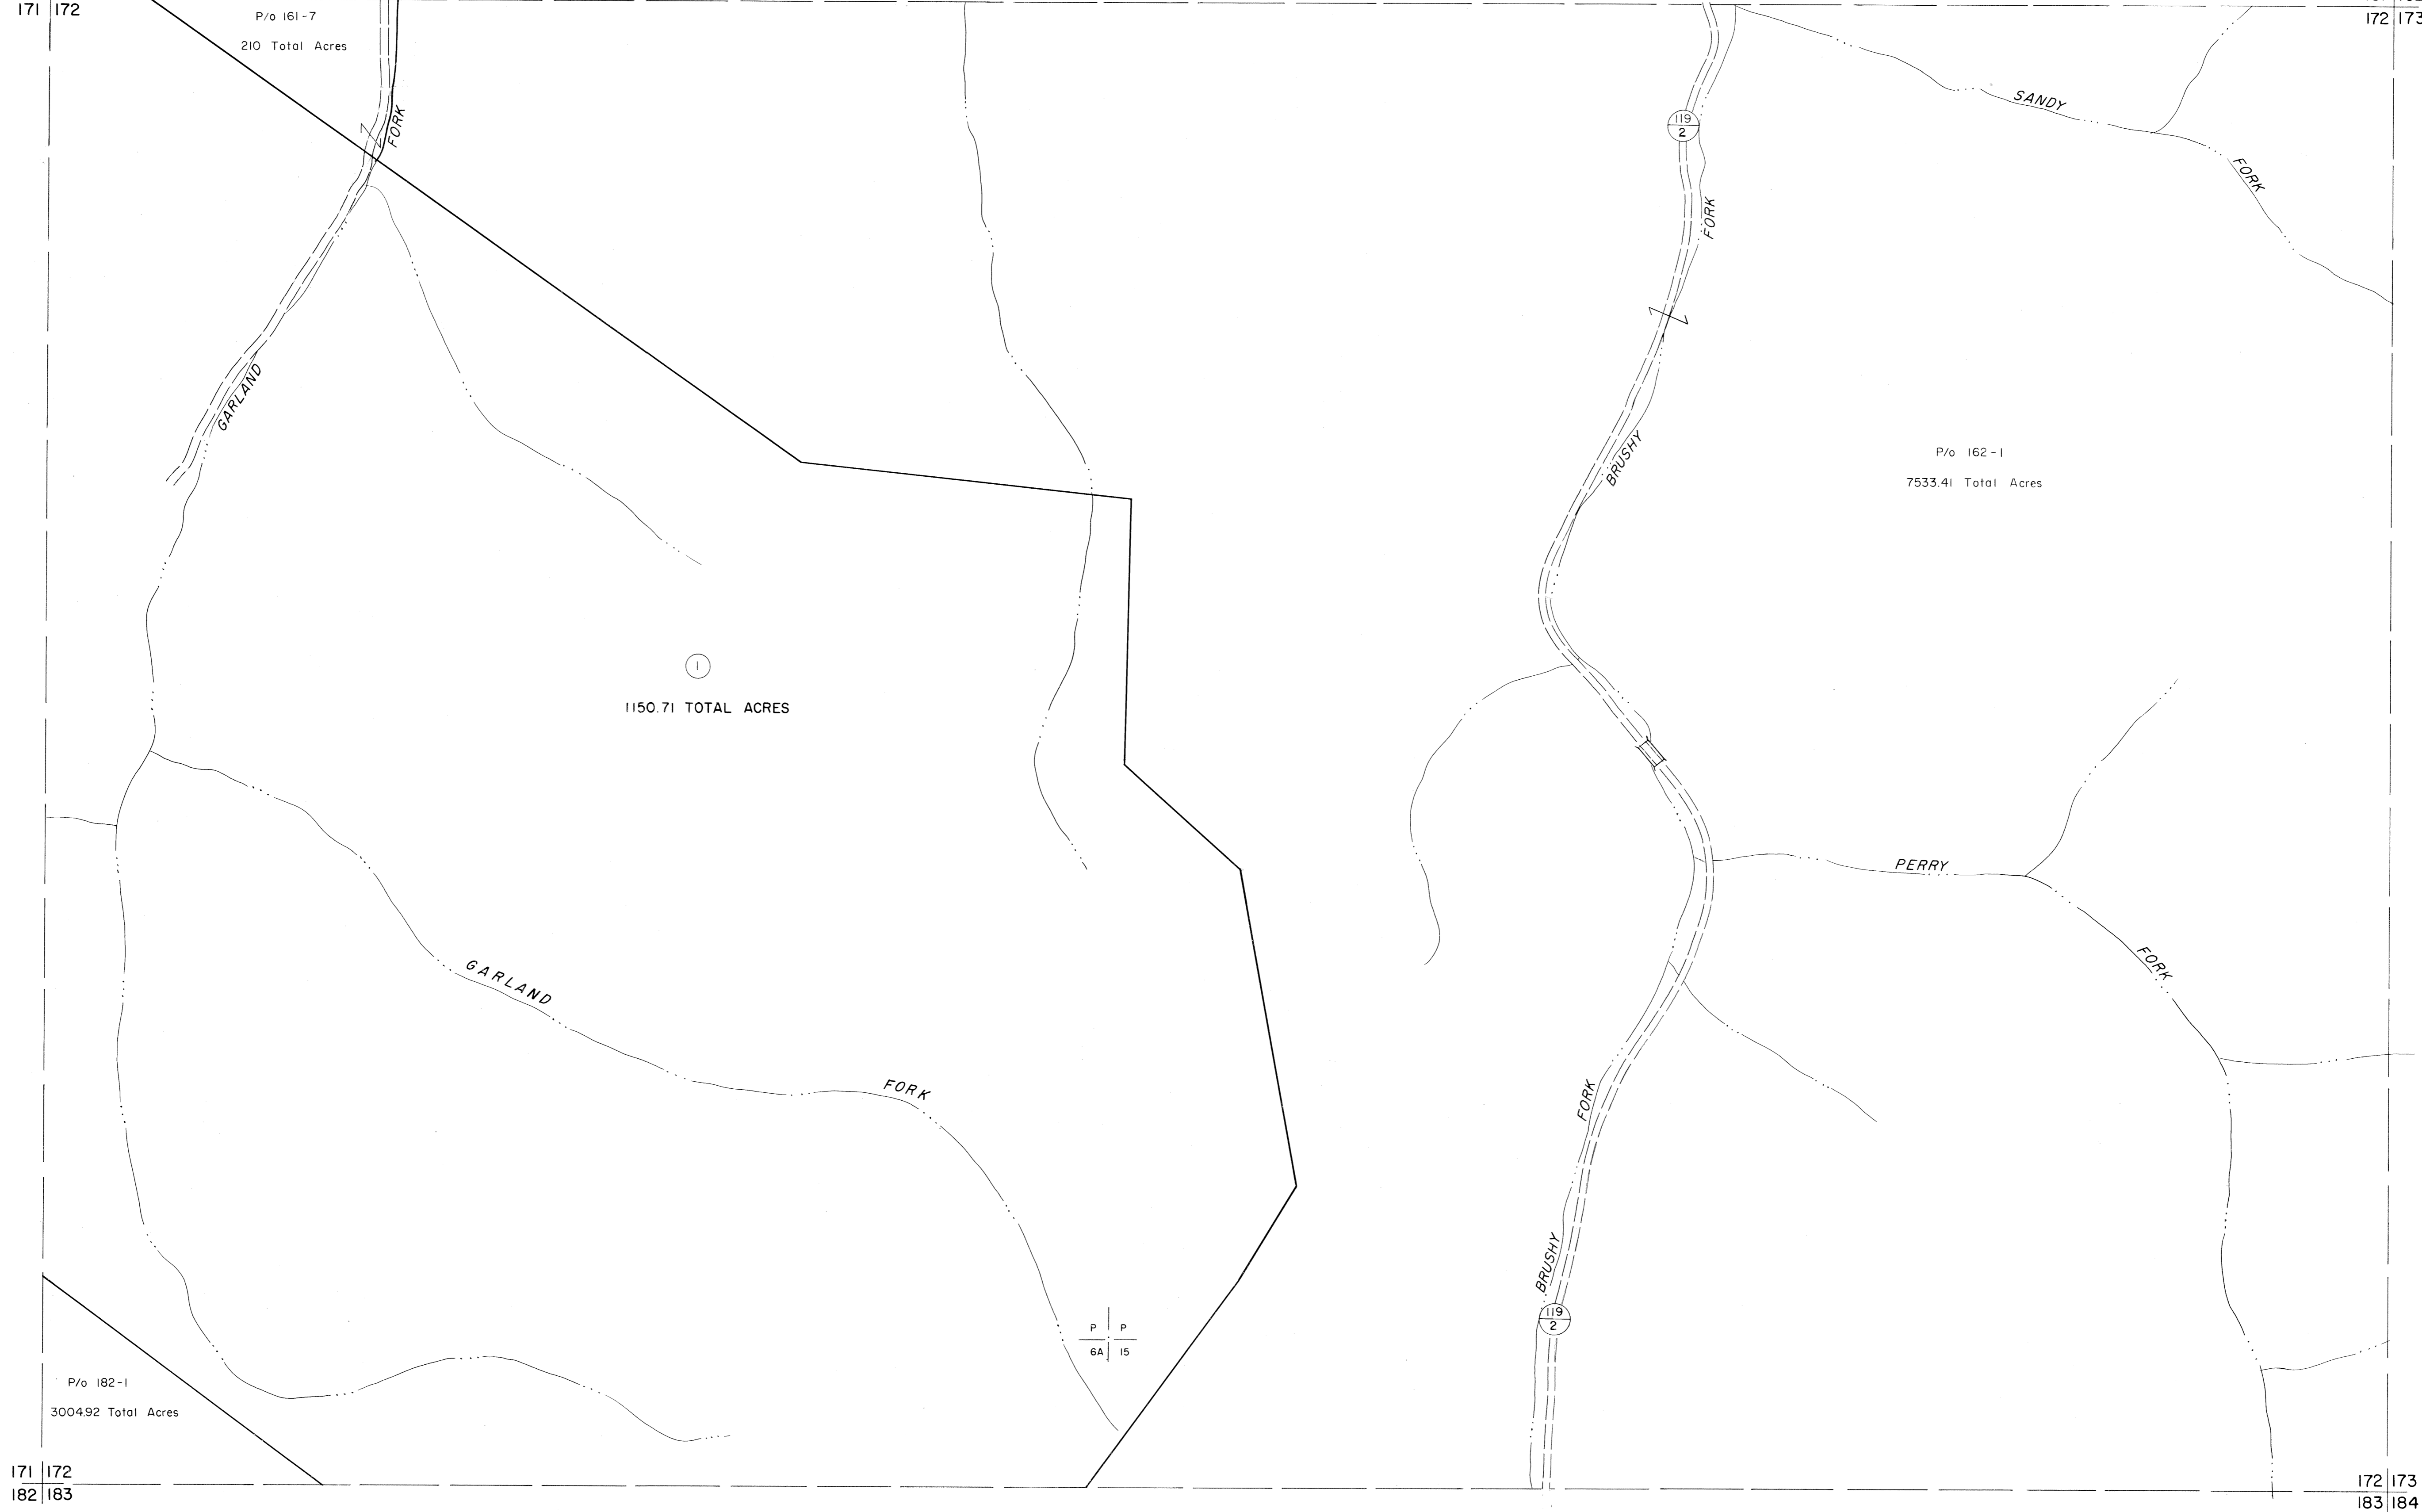 171 172
P/o 161-7
210 Total Acres
172 173
FORK
SANDY
119
2
FORK
FORK
GARLAND
BRUSHY
P/o 162-1
7533.41 Total Acres
1
1150.71 TOTAL ACRES
PERRY
FORK
GARLAND
FORK
FORK
BRUSHY
119
2
P P
6A 15
P/o 182-1
3004.92 Total Acres
171 172
182 183
172 173
183 184